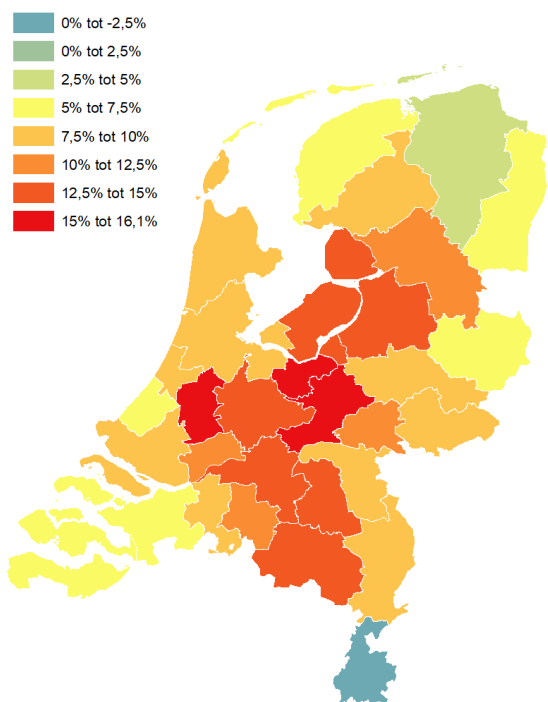 0% tot -2,5%
0% tot 2,5%
2,5% tot 5%
5% tot 7,5%
7,5% tot 10%
10% tot 12,5%
12,5% tot 15%
15% tot 16,1%